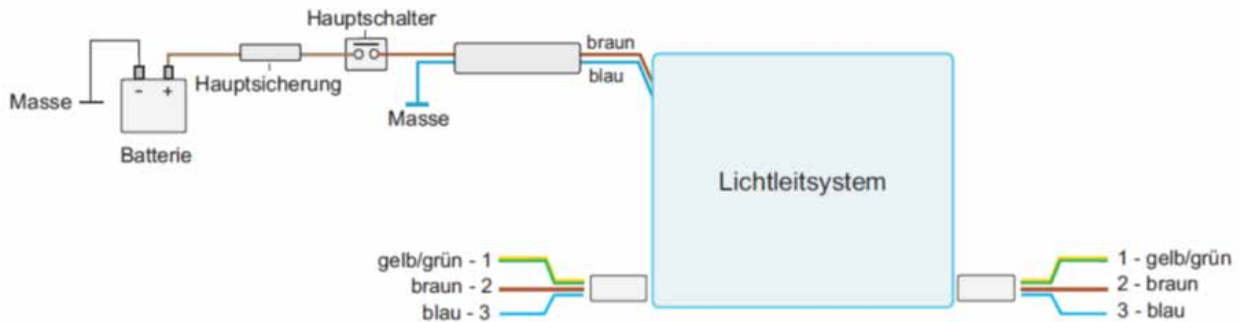 Hauptschalter
braun
Hauptsicherung
blau
Masse
- +
Masse
Batterie
Lichtleitsystem
gelb/grün - 1
braun - 2
blau - 3
1 - gelb/grün
2 - braun
3 - blau